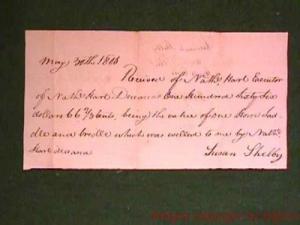 May 30th 1808
Received of Nathl. Hart Executor
of Nathl. Hart Deceased One Hundred Sixty Six
dollars 66 2/3 Cents, being the value of one Horse Sad-
dle and bridle which was willed to me by Nathl.
Hart deceased
Susan Shelby